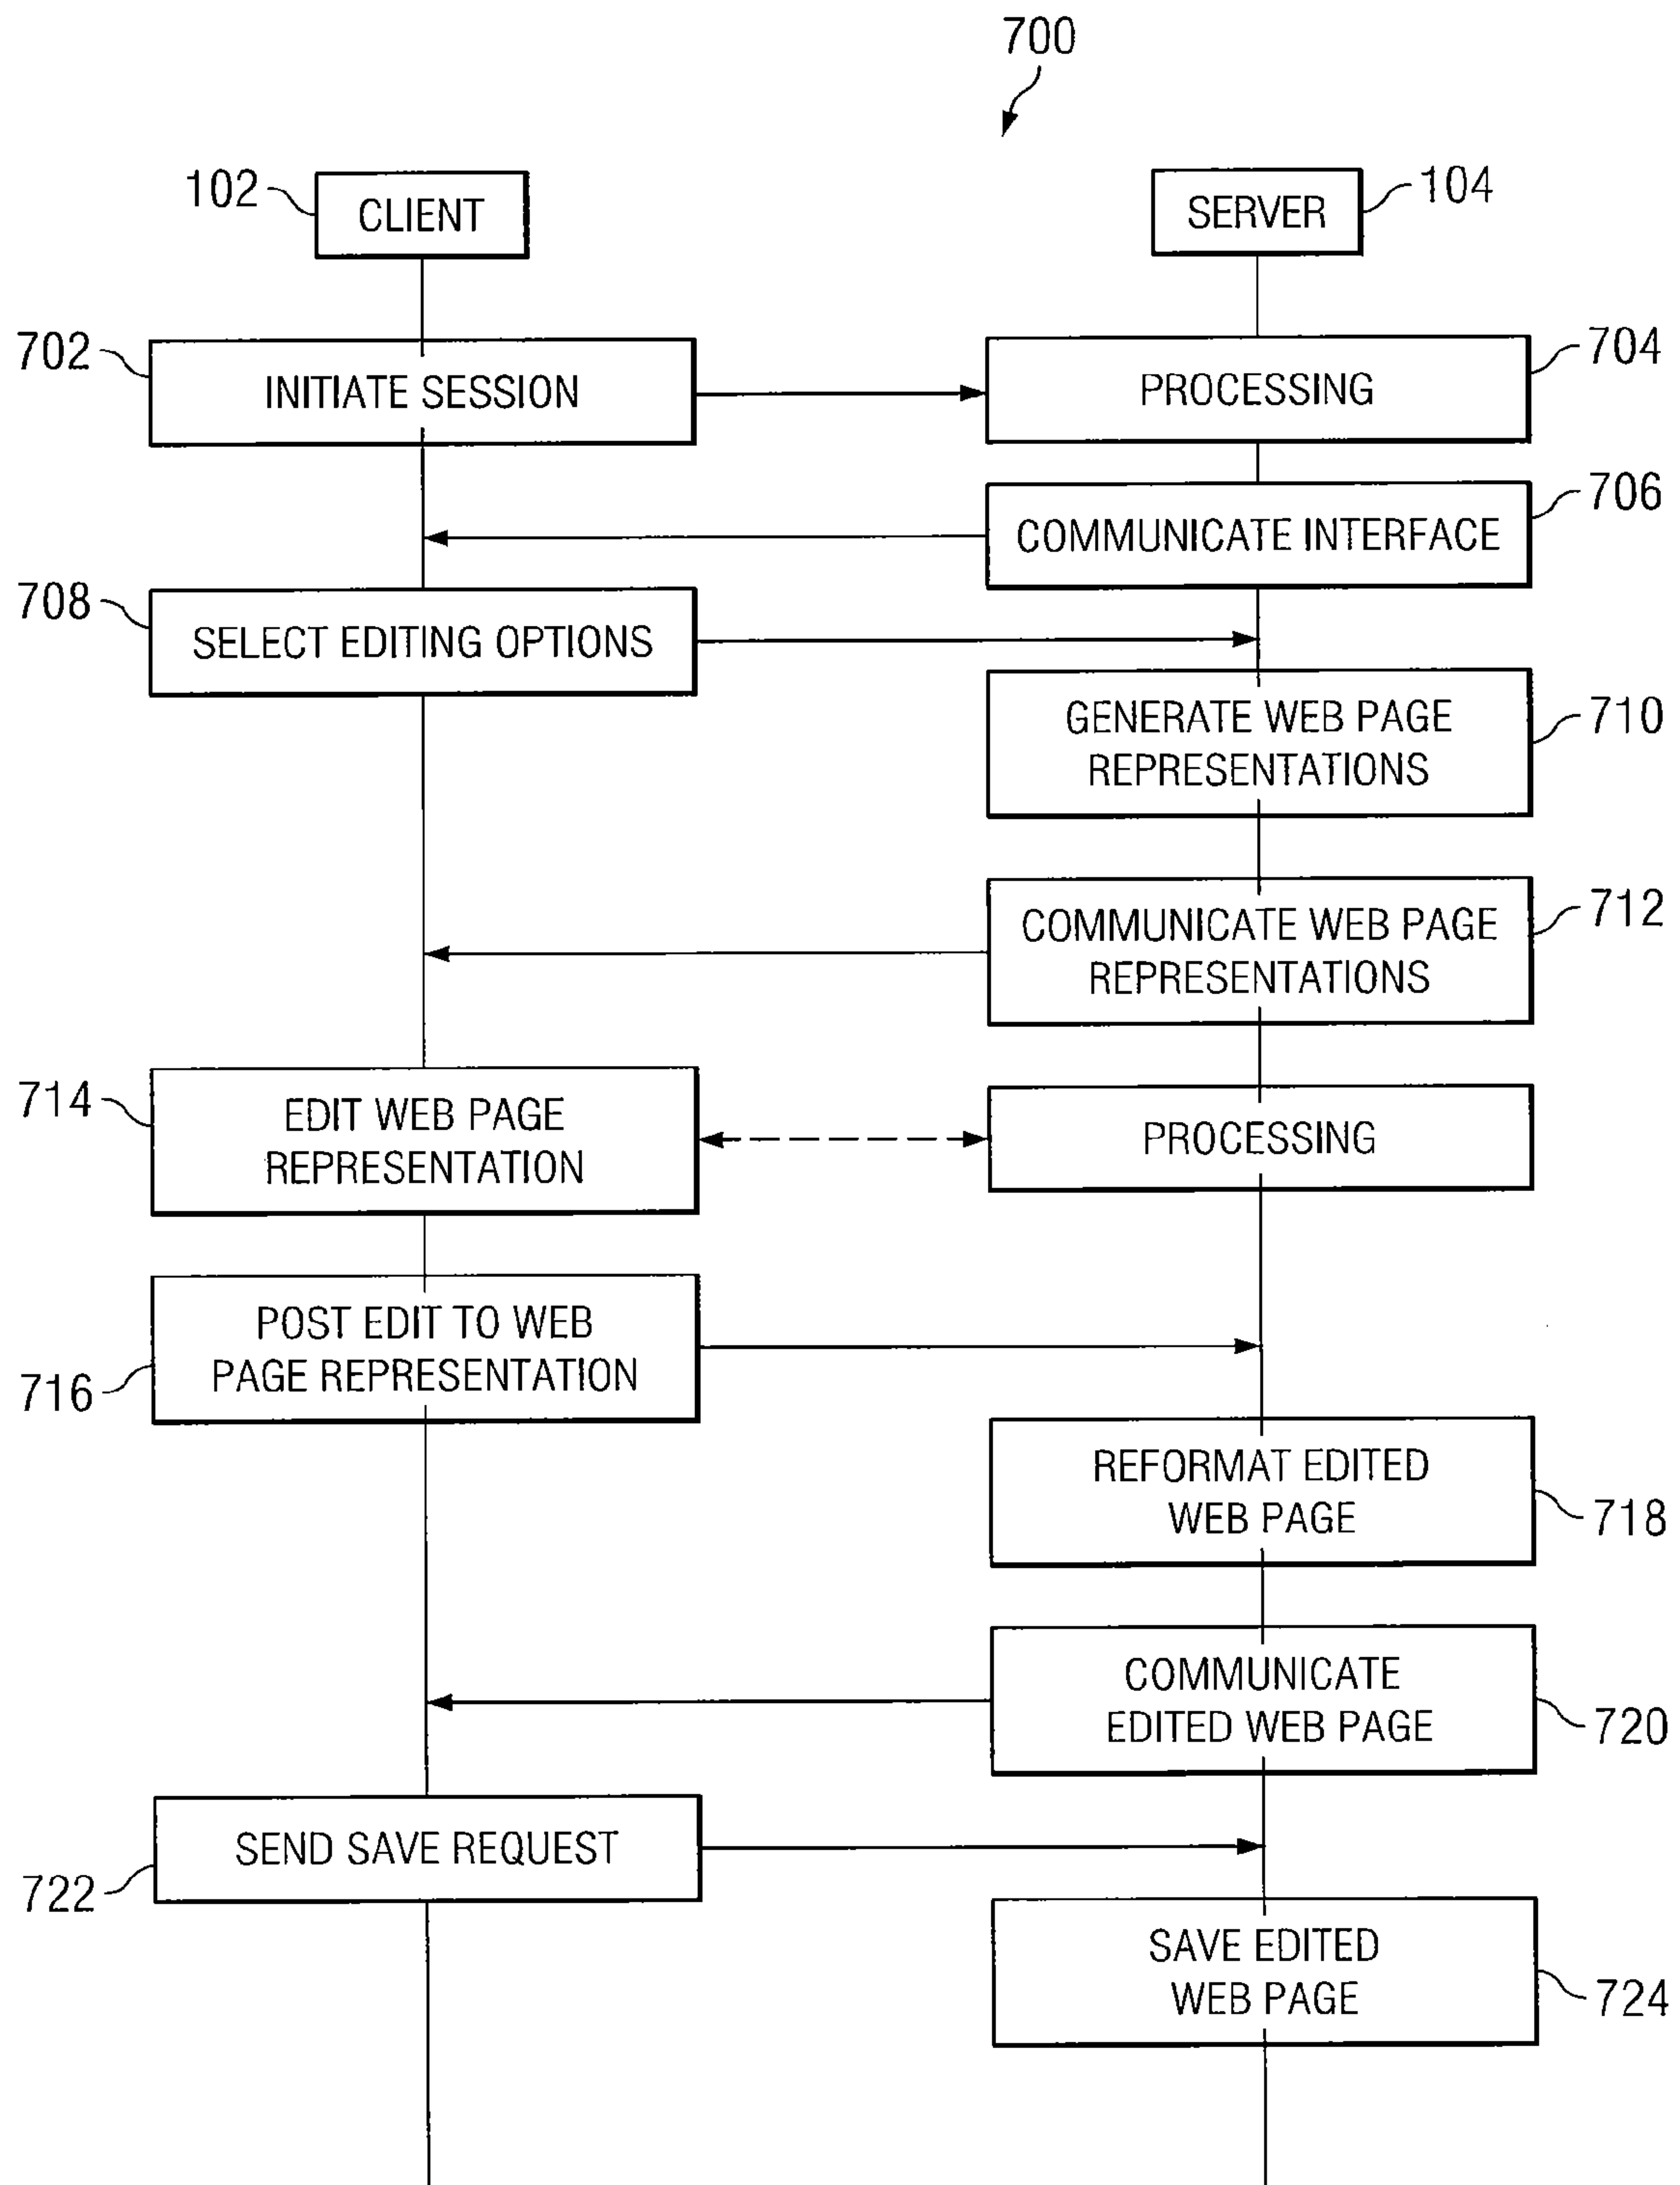 700
102
CLIENT
SERVER
104
702
INITIATE SESSION
PROCESSING
704
COMMUNICATE INTERFACE
706
708
SELECT EDITING OPTIONS
GENERATE WEB PAGE
REPRESENTATIONS
710
COMMUNICATE WEB PAGE
REPRESENTATIONS
712
714
EDIT WEB PAGE
REPRESENTATION
PROCESSING
POST EDIT TO WEB
PAGE REPRESENTATION
716
REFORMAT EDITED
WEB PAGE
718
COMMUNICATE
EDITED WEB PAGE
720
SEND SAVE REQUEST
722
SAVE EDITED
WEB PAGE
724